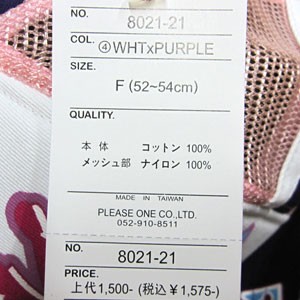 NO. 8021-21
COL. ④WHTxPURPLE
SIZE.
F (52~54cm)
QUALITY.
本体 コットン 100%
メッシュ部 ナイロン 100%
MADE IN TAIWAN
PLEASE ONE CO.,LTD.
052-910-8511
NO. 8021-21
PRICE.
上代 1,500- (税込￥1,575-)